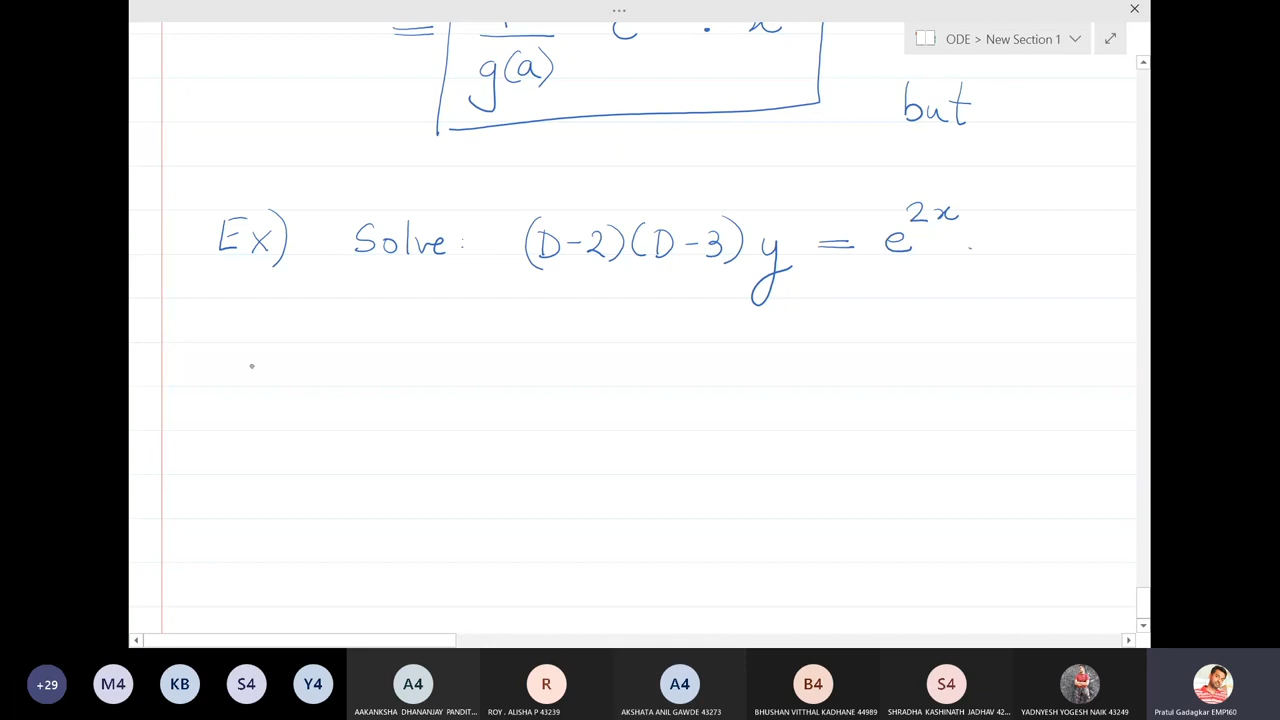 ODE > New Section 1
g(a)
but
Ex) Solve: (D-2)(D-3)y = e^{2x}.
+29
M4
KB
S4
Y4
A4
R
A4
B4
S4
AAKANKSHA DHANANJAY PANDIT...
ROY . ALISHA P 43239
AKSHATA ANIL GAWDE 43273
BHUSHAN VITTHAL KADHANE 44989
SHRADHA KASHINATH JADHAV 42...
YADNYESH YOGESH NAIK 43249
Pratul Gadagkar EMP160